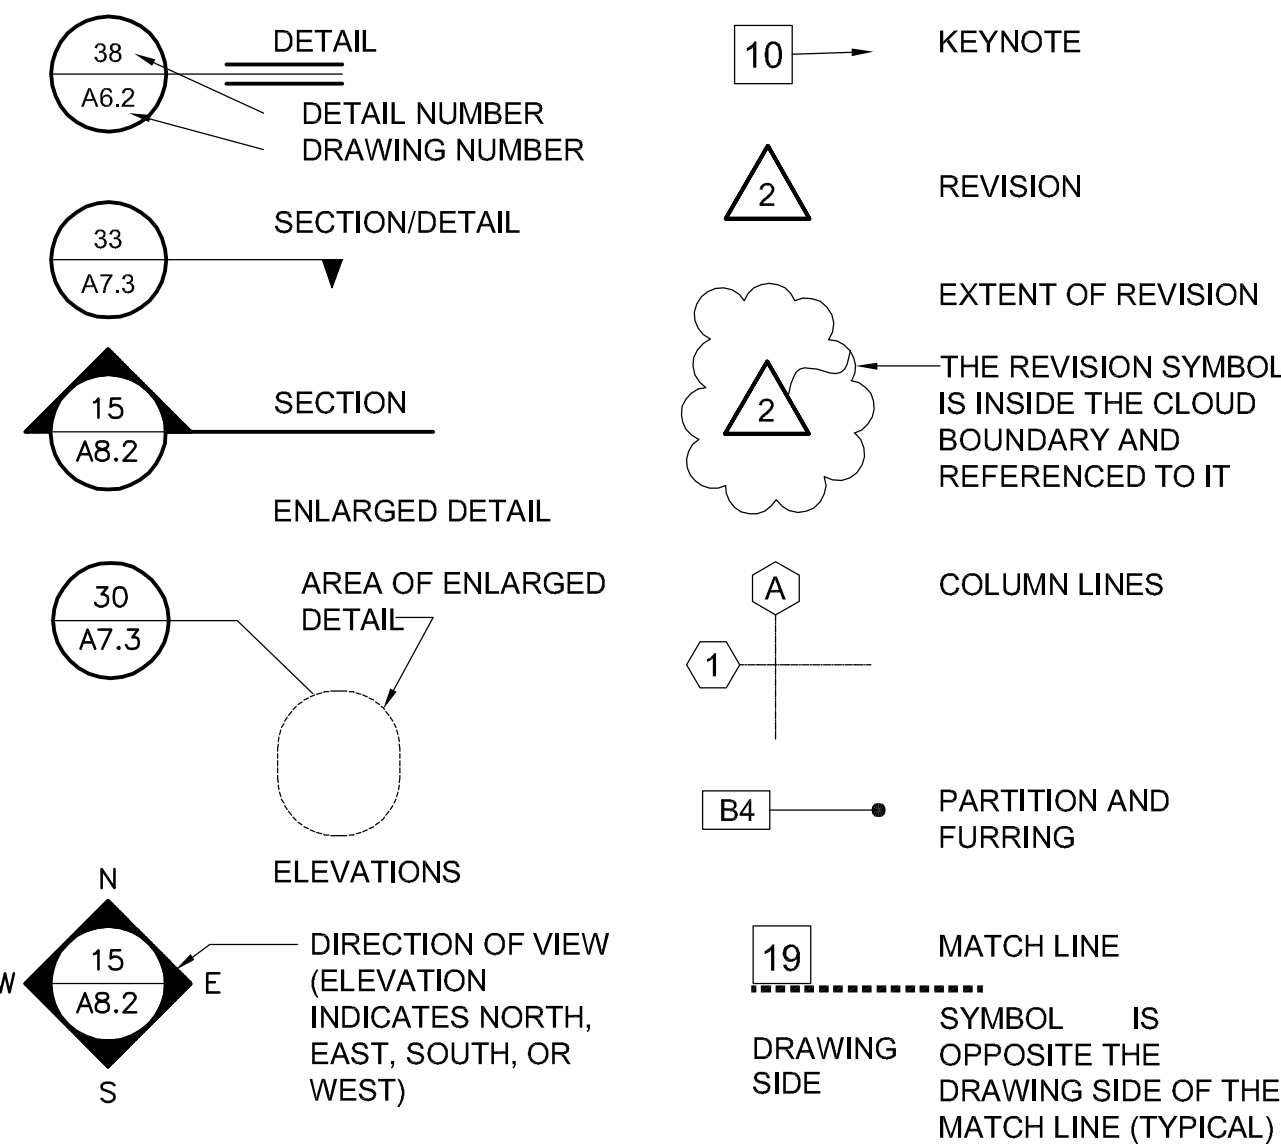 38
A6.2
DETAIL
DETAIL NUMBER
DRAWING NUMBER
33
A7.3
SECTION/DETAIL
15
A8.2
SECTION
ENLARGED DETAIL
30
A7.3
AREA OF ENLARGED
DETAIL
ELEVATIONS
N
W
15
A8.2
E
S
DIRECTION OF VIEW
(ELEVATION
INDICATES NORTH,
EAST, SOUTH, OR
WEST)
10
KEYNOTE
2
REVISION
EXTENT OF REVISION
2
THE REVISION SYMBOL
IS INSIDE THE CLOUD
BOUNDARY AND
REFERENCED TO IT
A
1
COLUMN LINES
B4
PARTITION AND
FURRING
19
MATCH LINE
DRAWING
SIDE
SYMBOL IS
OPPOSITE THE
DRAWING SIDE OF THE
MATCH LINE (TYPICAL)